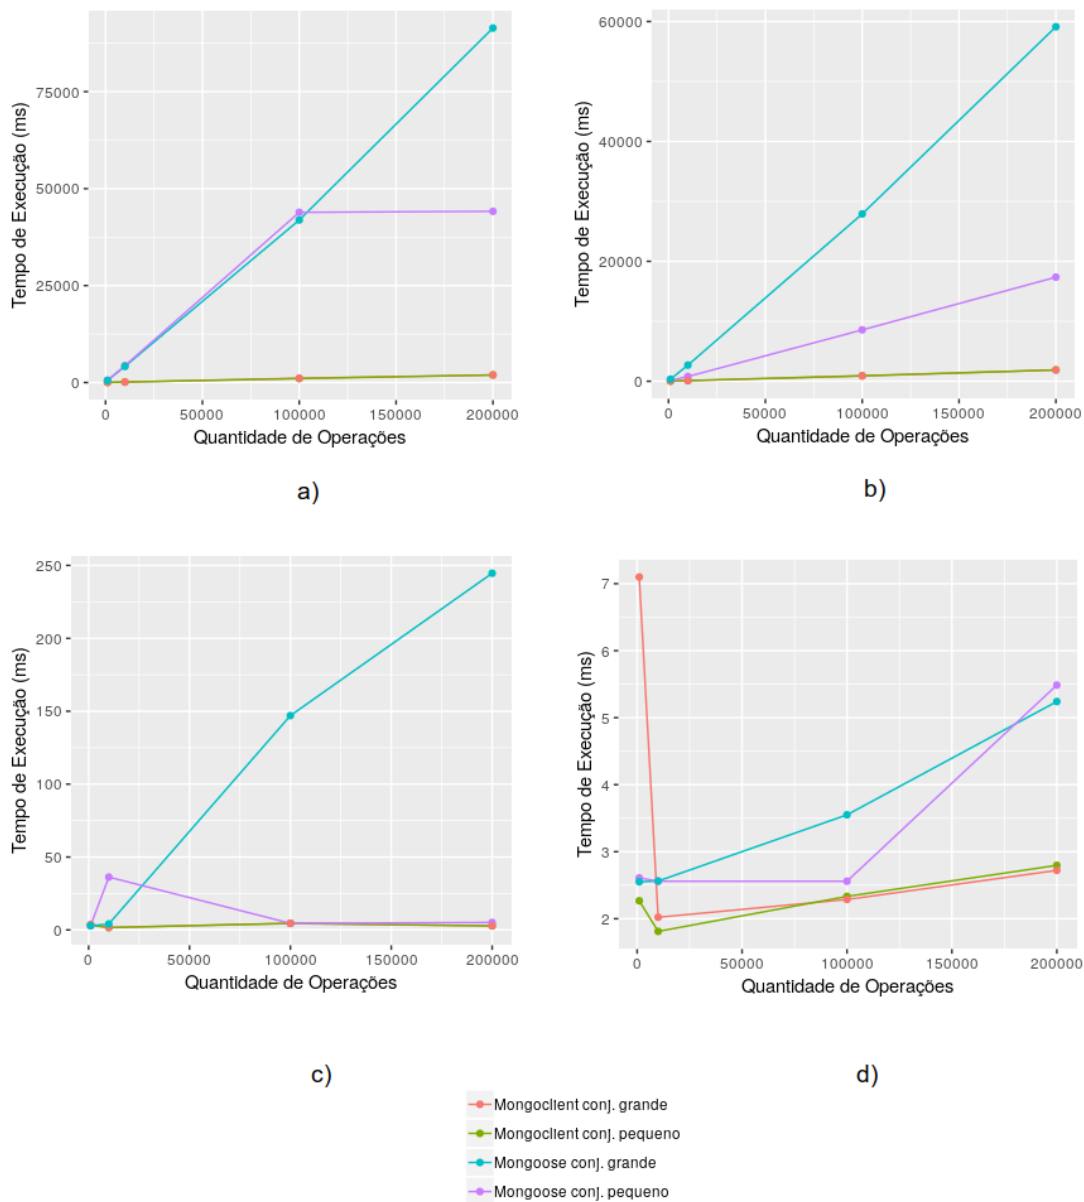 75000
50000
25000
0
Tempo de Execução (ms)
0 50000 100000 150000 200000
Quantidade de Operações
a)
60000
40000
20000
0
Tempo de Execução (ms)
0 50000 100000 150000 200000
Quantidade de Operações
b)
250
200
150
100
50
0
Tempo de Execução (ms)
0 50000 100000 150000 200000
Quantidade de Operações
c)
7
6
5
4
3
2
Tempo de Execução (ms)
0 50000 100000 150000 200000
Quantidade de Operações
d)
Mongoclient conj. grande
Mongoclient conj. pequeno
Mongoose conj. grande
Mongoose conj. pequeno